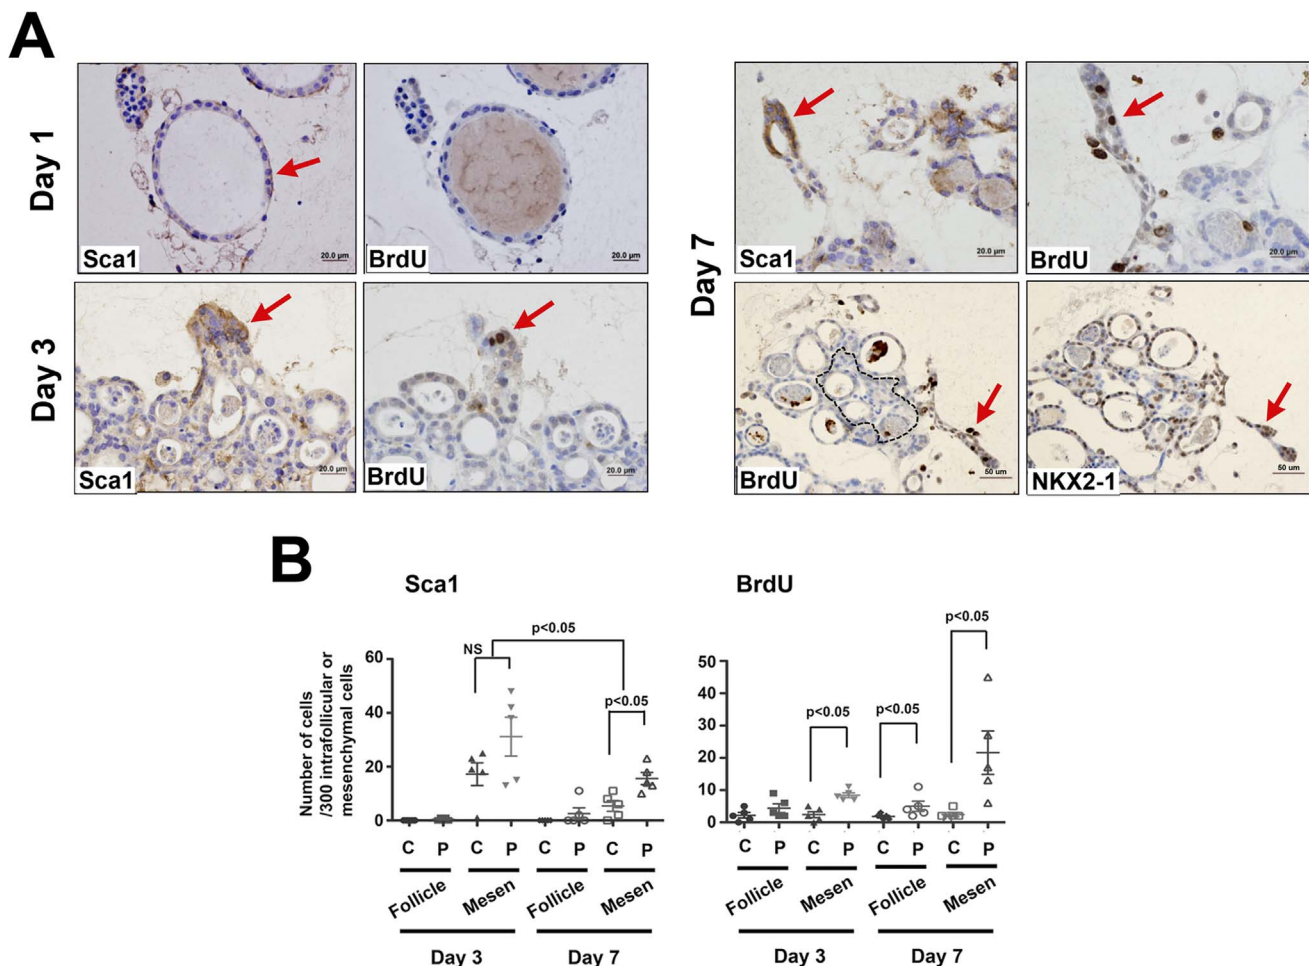 A
Day 1
Sca1
20.0 µm
BrdU
20.0 µm
Day 3
Sca1
20.0 µm
BrdU
20.0 µm
Day 7
Sca1
20.0 µm
BrdU
20.0 µm
BrdU
50 um
NKX2-1
50 um
B
Sca1
Number of cells
/300 intrafollicular or
mesenchymal cells
60
40
20
0
NS
p<0.05
p<0.05
C P C P C P C P
Follicle Mesen Follicle Mesen
Day 3 Day 7
BrdU
50
40
30
20
10
0
p<0.05
p<0.05
p<0.05
C P C P C P C P
Follicle Mesen Follicle Mesen
Day 3 Day 7